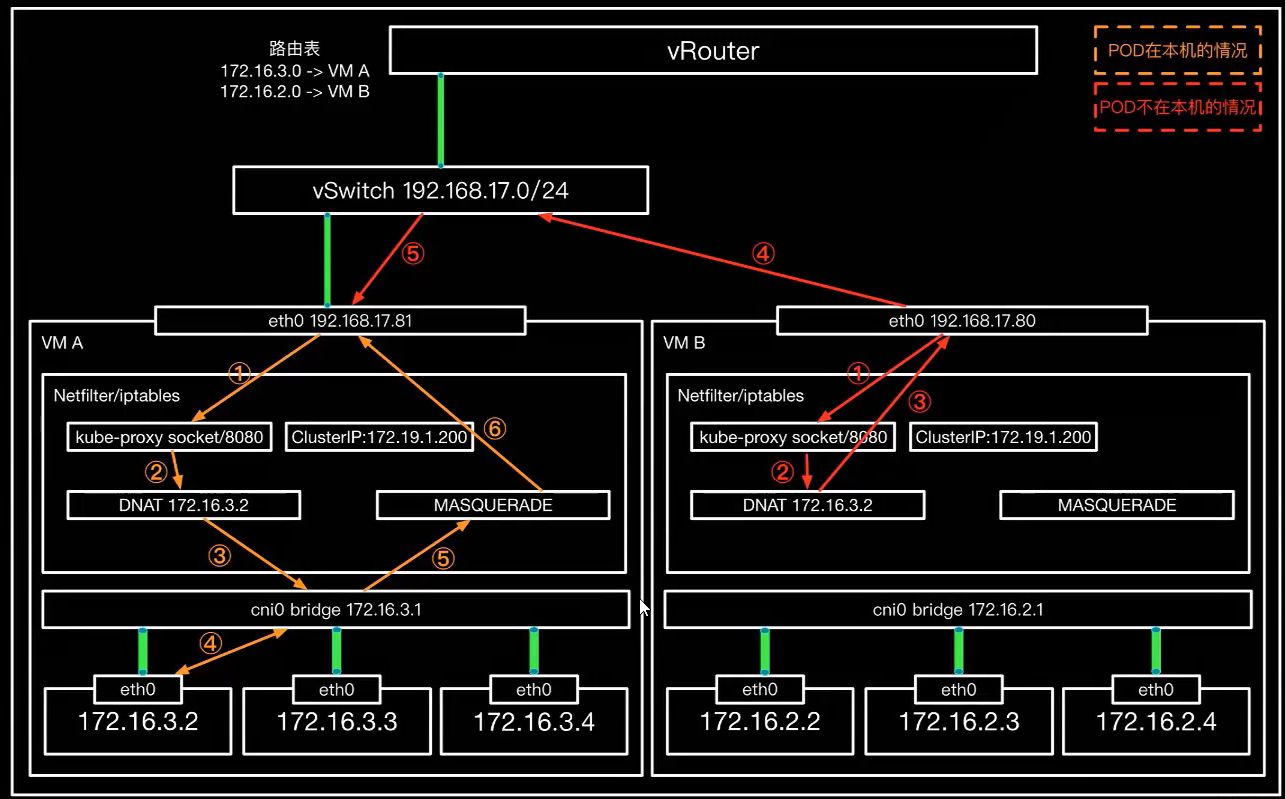 路由表
172.16.3.0 -> VM A
172.16.2.0 -> VM B
vRouter
POD在本机的情况
POD不在本机的情况
vSwitch 192.168.17.0/24
⑤
④
eth0 192.168.17.81
VM A
①
Netfilter/iptables
kube-proxy socket/8080
ClusterIP:172.19.1.200
⑥
②
DNAT 172.16.3.2
MASQUERADE
③
⑤
cni0 bridge 172.16.3.1
④
eth0
eth0
eth0
172.16.3.2
172.16.3.3
172.16.3.4
eth0 192.168.17.80
VM B
①
③
Netfilter/iptables
kube-proxy socket/8080
ClusterIP:172.19.1.200
②
DNAT 172.16.3.2
MASQUERADE
cni0 bridge 172.16.2.1
eth0
eth0
eth0
172.16.2.2
172.16.2.3
172.16.2.4